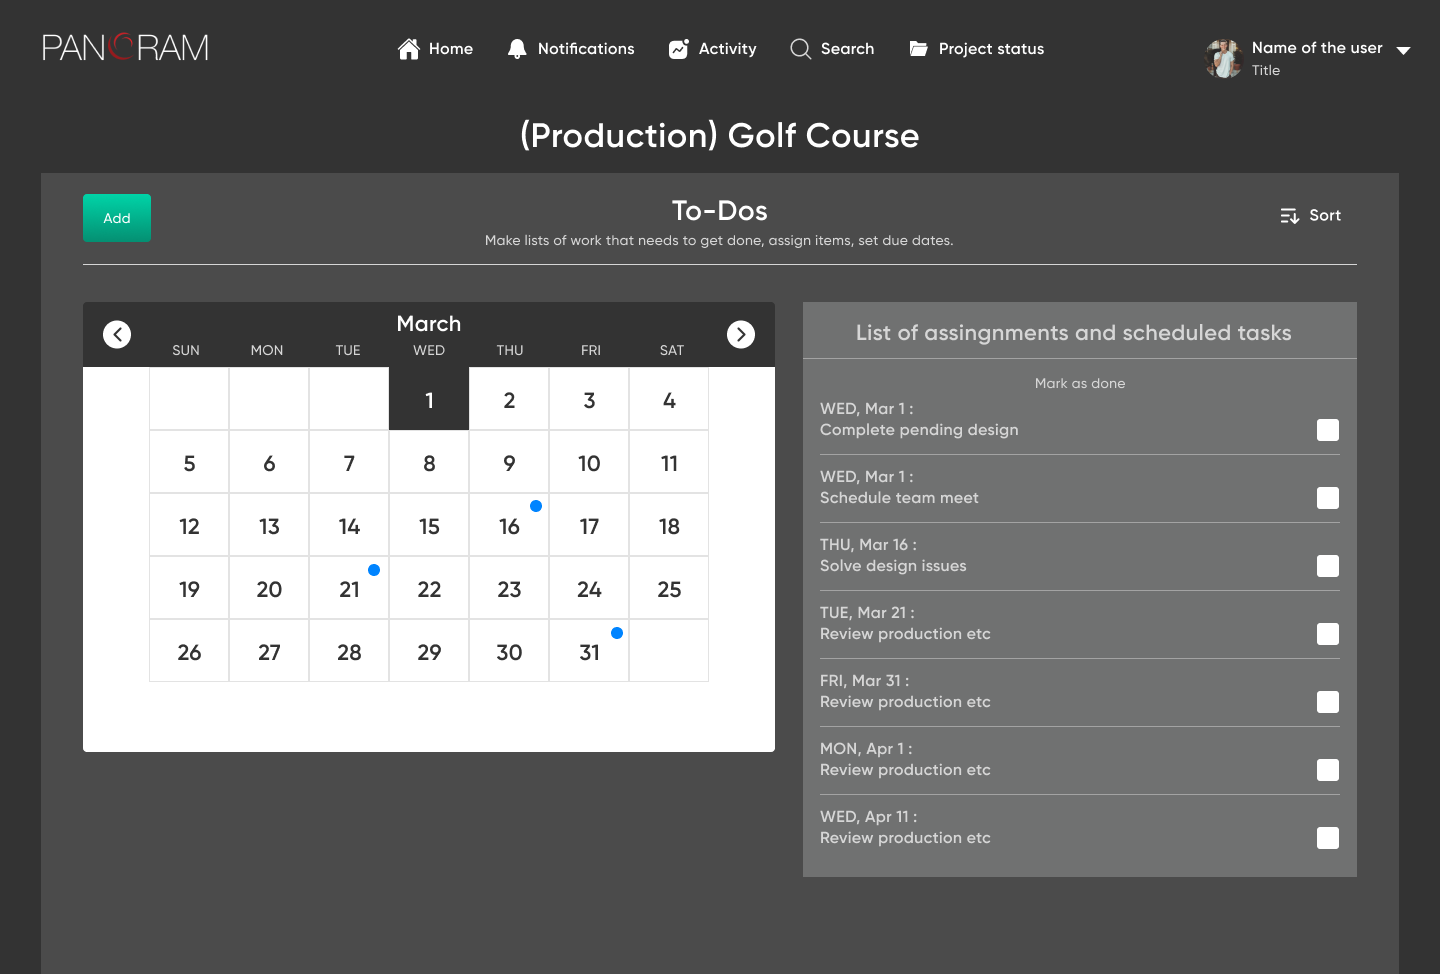 PANORAM
Home
Notifications
Activity
Search
Project status
Name of the user
Title
(Production) Golf Course
Add
To-Dos
Make lists of work that needs to get done, assign items, set due dates.
Sort
March
SUN MON TUE WED THU FRI SAT
1 2 3 4
5 6 7 8 9 10 11
12 13 14 15 16 17 18
19 20 21 22 23 24 25
26 27 28 29 30 31
List of assingnments and scheduled tasks
Mark as done
WED, Mar 1 :
Complete pending design
WED, Mar 1 :
Schedule team meet
THU, Mar 16 :
Solve design issues
TUE, Mar 21 :
Review production etc
FRI, Mar 31 :
Review production etc
MON, Apr 1 :
Review production etc
WED, Apr 11 :
Review production etc